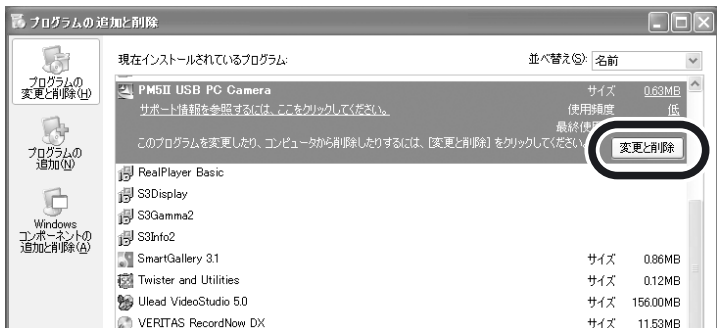 プログラムの追加と削除
プログラムの
変更と削除(H)
プログラムの
追加(N)
Windows
コンポーネントの
追加と削除(A)
現在インストールされているプログラム:
並べ替え(S): 名前
PM5II USB PC Camera サイズ 0.63MB
サポート情報を参照するには、ここをクリックしてください。 使用頻度 低
最終使
このプログラムを変更したり、コンピュータから削除したりするには、[変更と削除] をクリックしてください。 変更と削除
RealPlayer Basic
S3Display
S3Gamma2
S3Info2
SmartGallery 3.1 サイズ 0.86MB
Twister and Utilities サイズ 0.12MB
Ulead VideoStudio 5.0 サイズ 156.00MB
VERITAS RecordNow DX サイズ 11.53MB